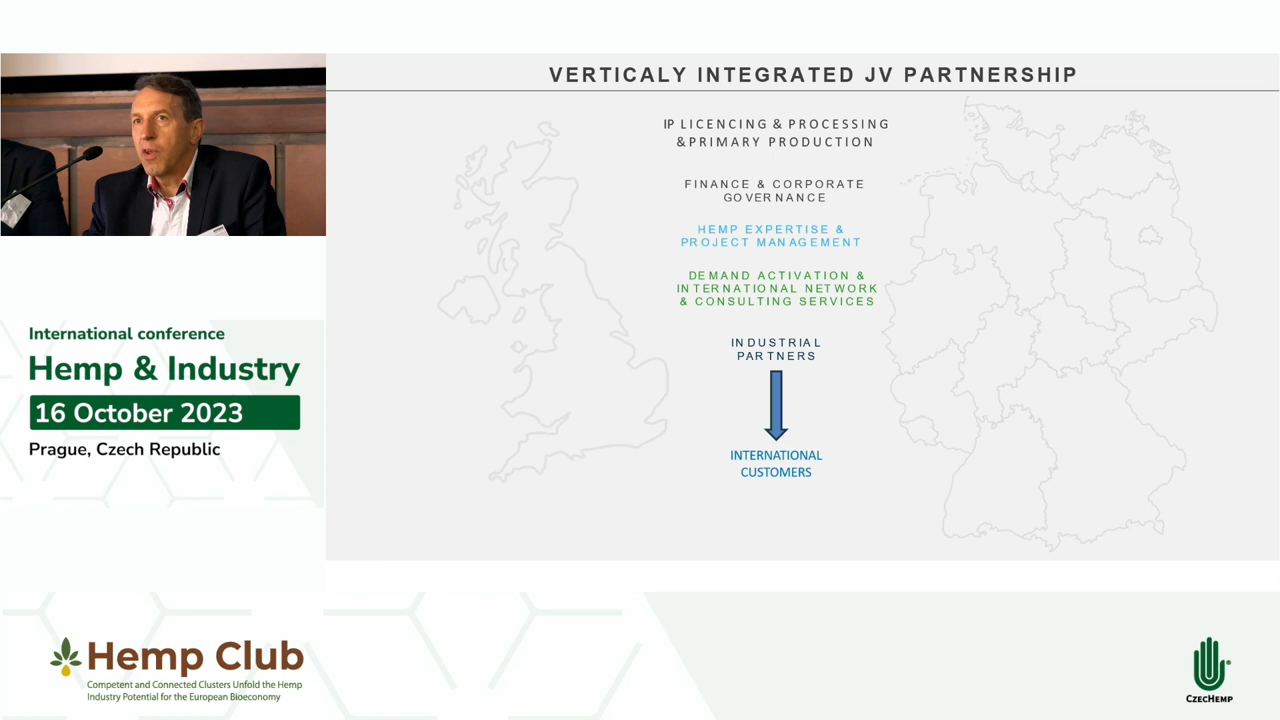 VERTICALY INTEGRATED JV PARTNERSHIP
IP LICENCING & PROCESSING
&PRIMARY PRODUCTION
FINANCE & CORPORATE
GOVERNANCE
HEMP EXPERTISE &
PROJECT MANAGEMENT
DEMAND ACTIVATION &
INTERNATIONAL NETWORK
& CONSULTING SERVICES
INDUSTRIAL
PARTNERS
INTERNATIONAL
CUSTOMERS
International conference
Hemp & Industry
16 October 2023
Prague, Czech Republic
Hemp Club
Competent and Connected Clusters Unfold the Hemp
Industry Potential for the European Bioeconomy
CZECHEMP